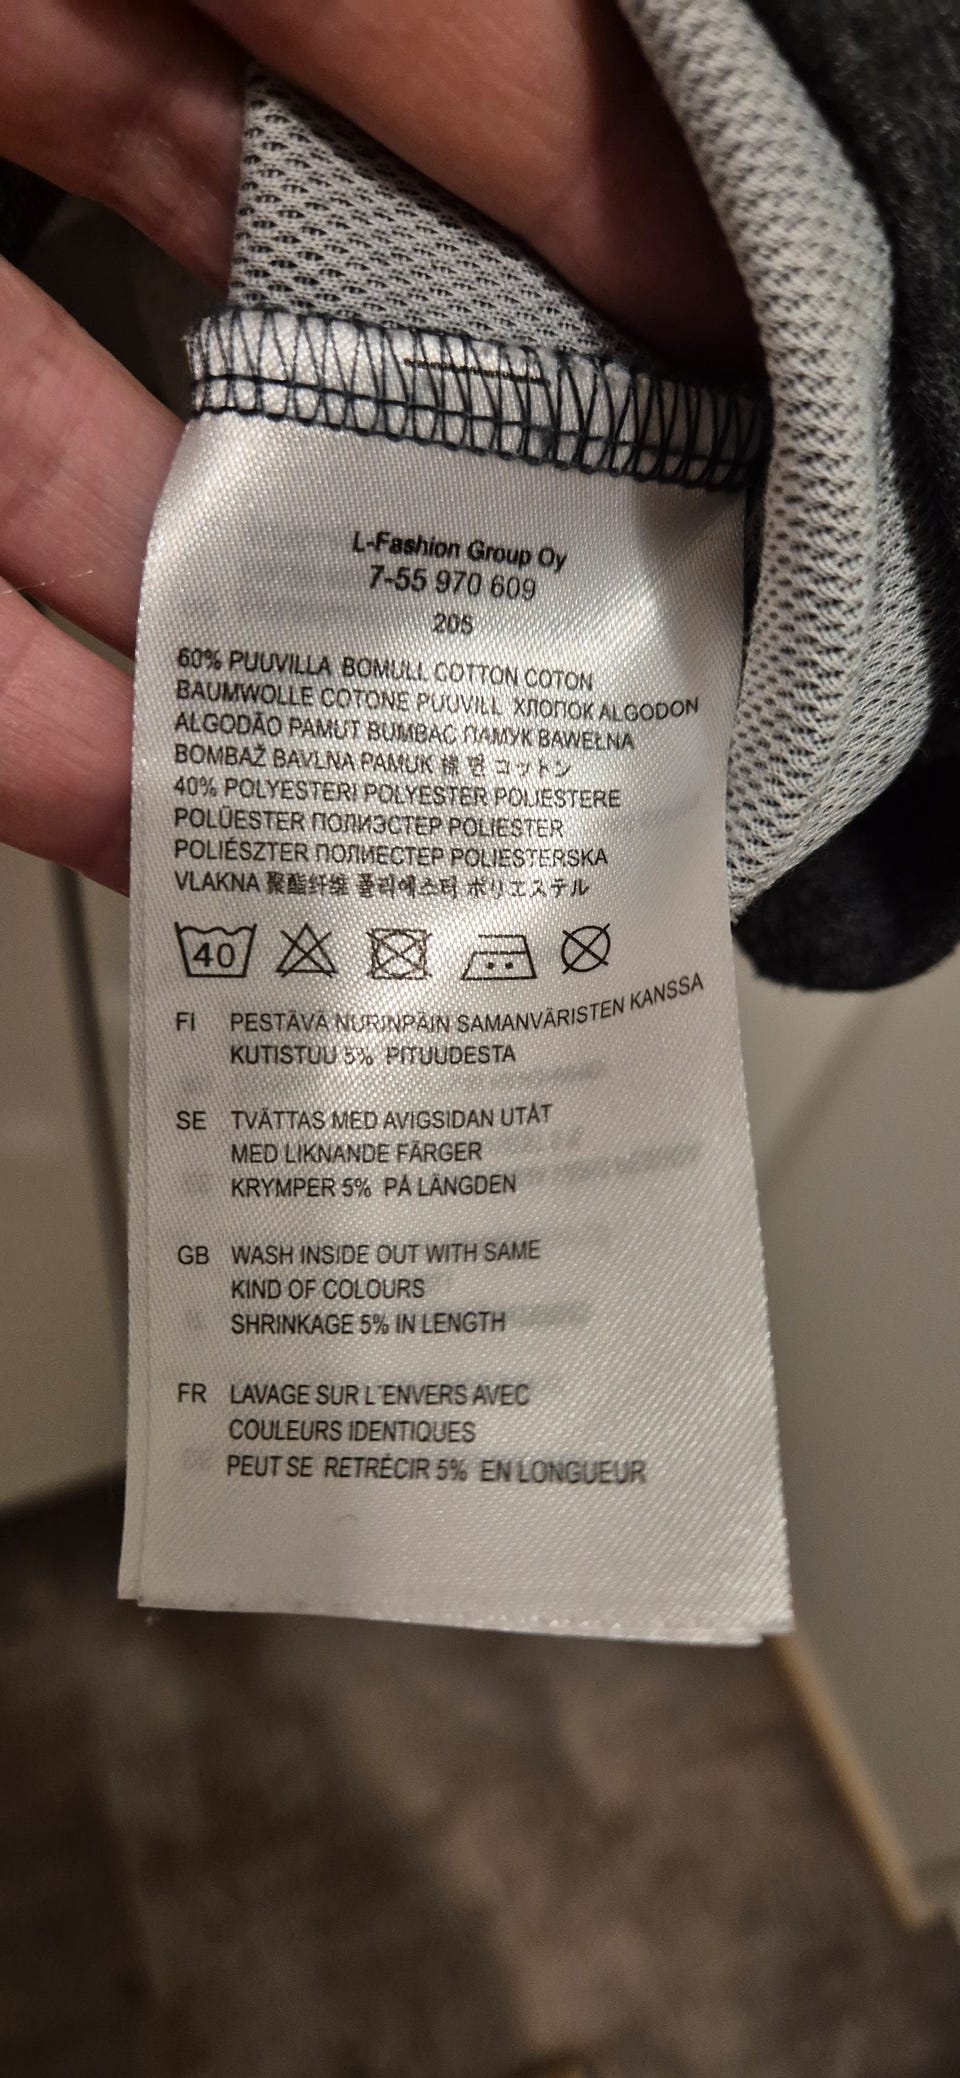 L-Fashion Group Oy
7-55 970 609
205
60% PUUVILLA BOMULL COTTON COTON
BAUMWOLLE COTONE PUUVILL ХЛОПОК ALGODON
ALGODÃO PAMUT BUMBAC ПАМУК BAWEŁNA
BOMBAŽ BAVLNA PAMUK 棉 면 コットン
40% POLYESTERI POLYESTER POLIESTERE
POLÜESTER ПОЛИЭСТЕР POLIESTER
POLIÉSZTER ПОЛИЕСТЕР POLIESTERSKA
VLAKNA 聚酯纤维 폴리에스터 ポリエステル
40
FI PESTÄVÄ NURINPÄIN SAMANVÄRISTEN KANSSA
KUTISTUU 5% PITUUDESTA
SE TVÄTTAS MED AVIGSIDAN UTÅT
MED LIKNANDE FÄRGER
KRYMPER 5% PÅ LÄNGDEN
GB WASH INSIDE OUT WITH SAME
KIND OF COLOURS
SHRINKAGE 5% IN LENGTH
FR LAVAGE SUR L'ENVERS AVEC
COULEURS IDENTIQUES
PEUT SE RETRÉCIR 5% EN LONGUEUR